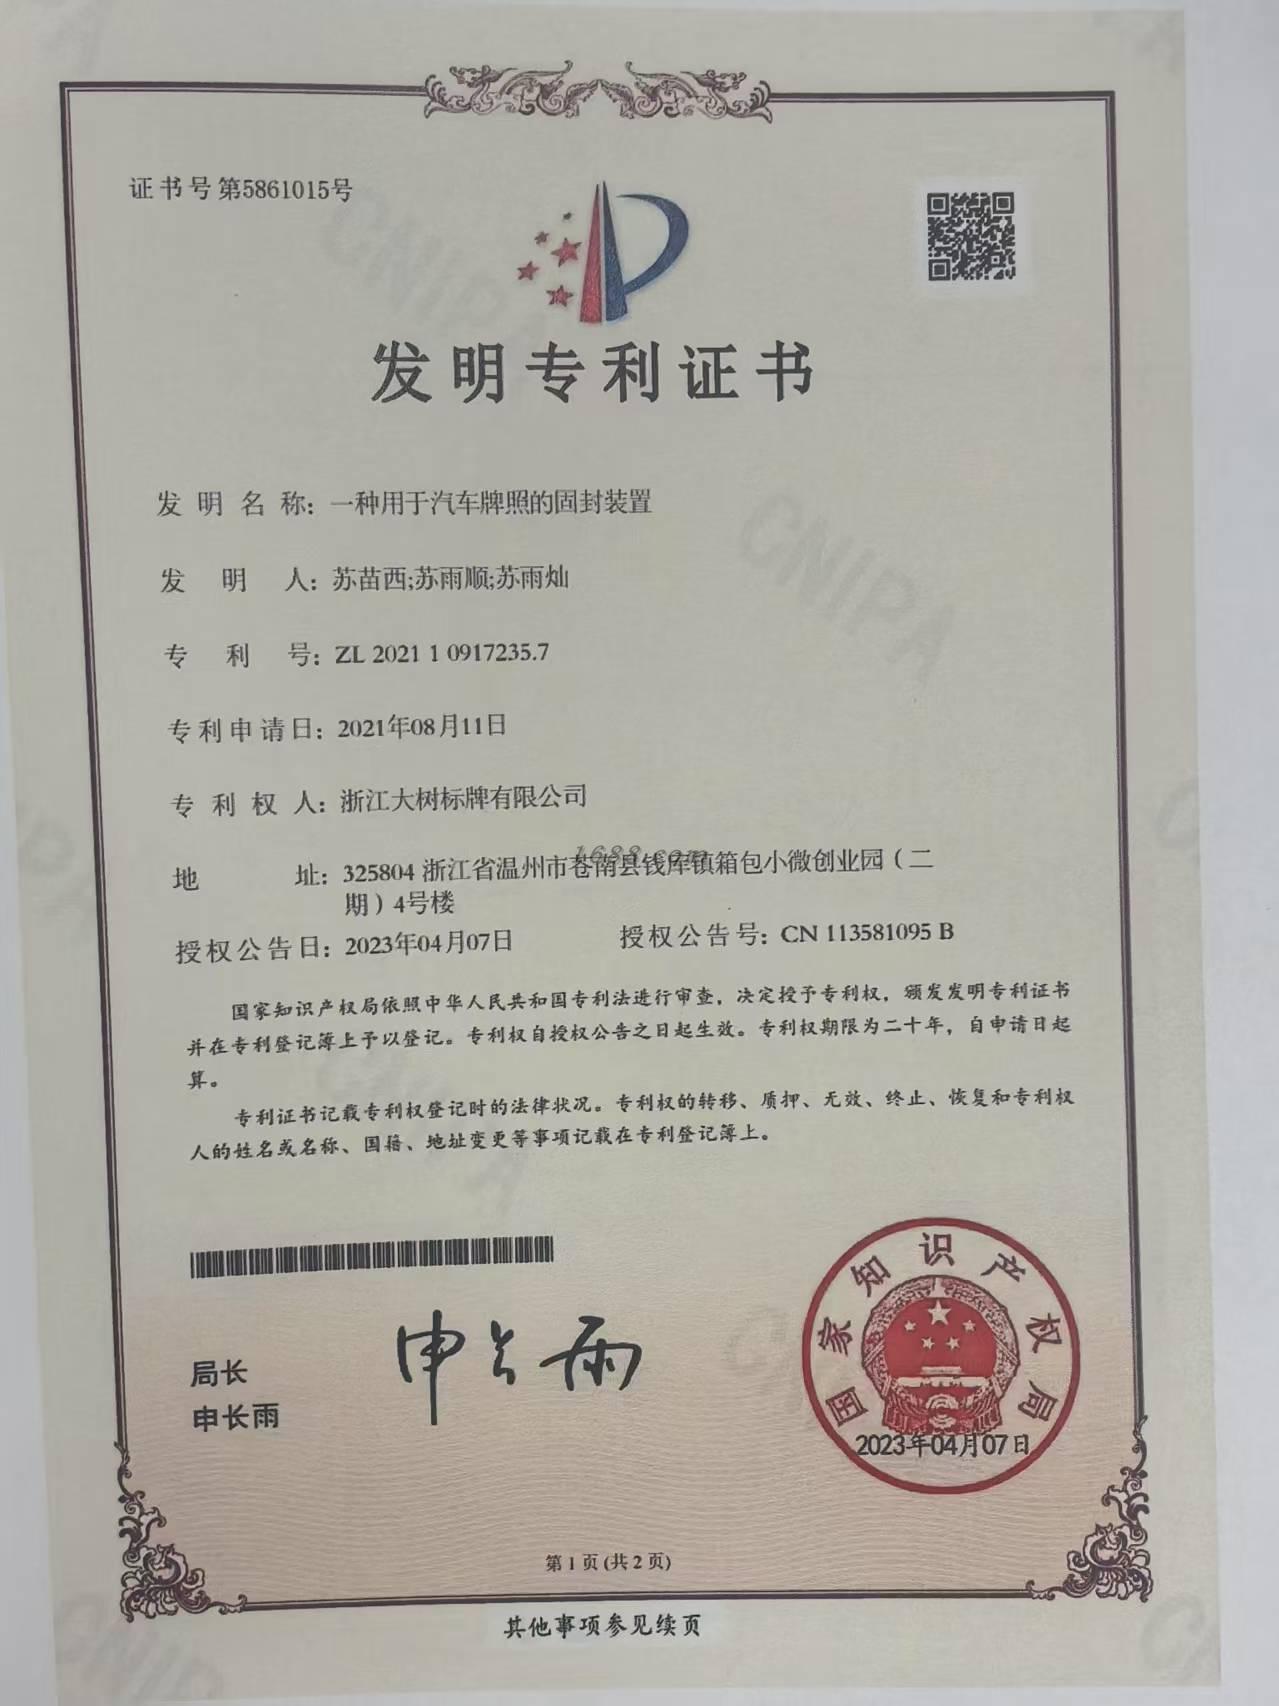 证书号第5861015号
发明专利证书
发明名称：一种用于汽车牌照的固封装置
发明人：苏苗西;苏雨顺;苏雨灿
专利号：ZL 2021 1 0917235.7
专利申请日：2021年08月11日
专利权人：浙江大树标牌有限公司
1688.com
地址：325804 浙江省温州市苍南县钱库镇箱包小微创业园（二
期）4号楼
授权公告日：2023年04月07日 授权公告号：CN 113581095 B
国家知识产权局依照中华人民共和国专利法进行审查，决定授予专利权，颁发发明专利证书
并在专利登记簿上予以登记。专利权自授权公告之日起生效。专利权期限为二十年，自申请日起
算。
专利证书记载专利权登记时的法律状况。专利权的转移、质押、无效、终止、恢复和专利权
人的姓名或名称、国籍、地址变更等事项记载在专利登记簿上。
局长
申长雨
申长雨
国家知识产权局
2023年04月07日
第 1 页 (共 2 页)
其他事项参见续页
CNIPA